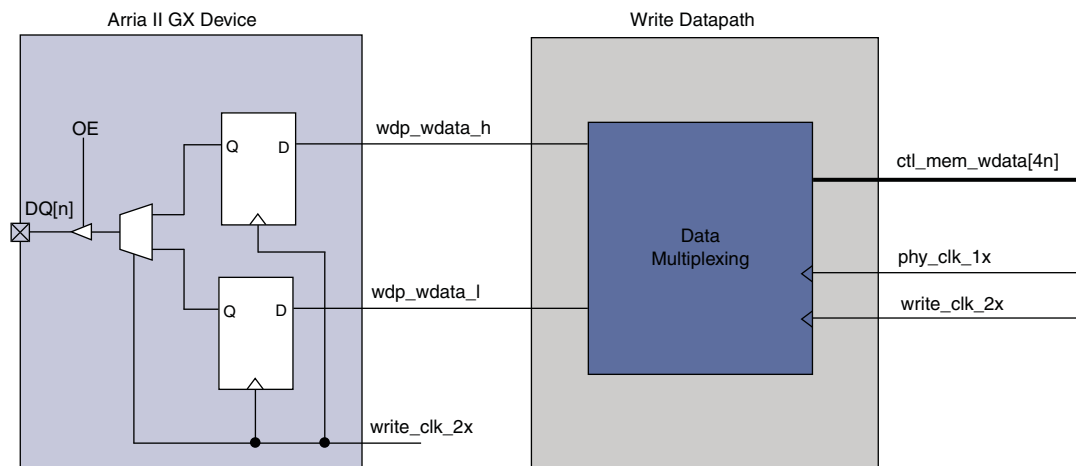 Arria II GX Device
Write Datapath
OE
wdp_wdata_h
Q D
ctl_mem_wdata[4n]
DQ[n]
Data
Multiplexing
phy_clk_1x
wdp_wdata_l
write_clk_2x
Q D
write_clk_2x